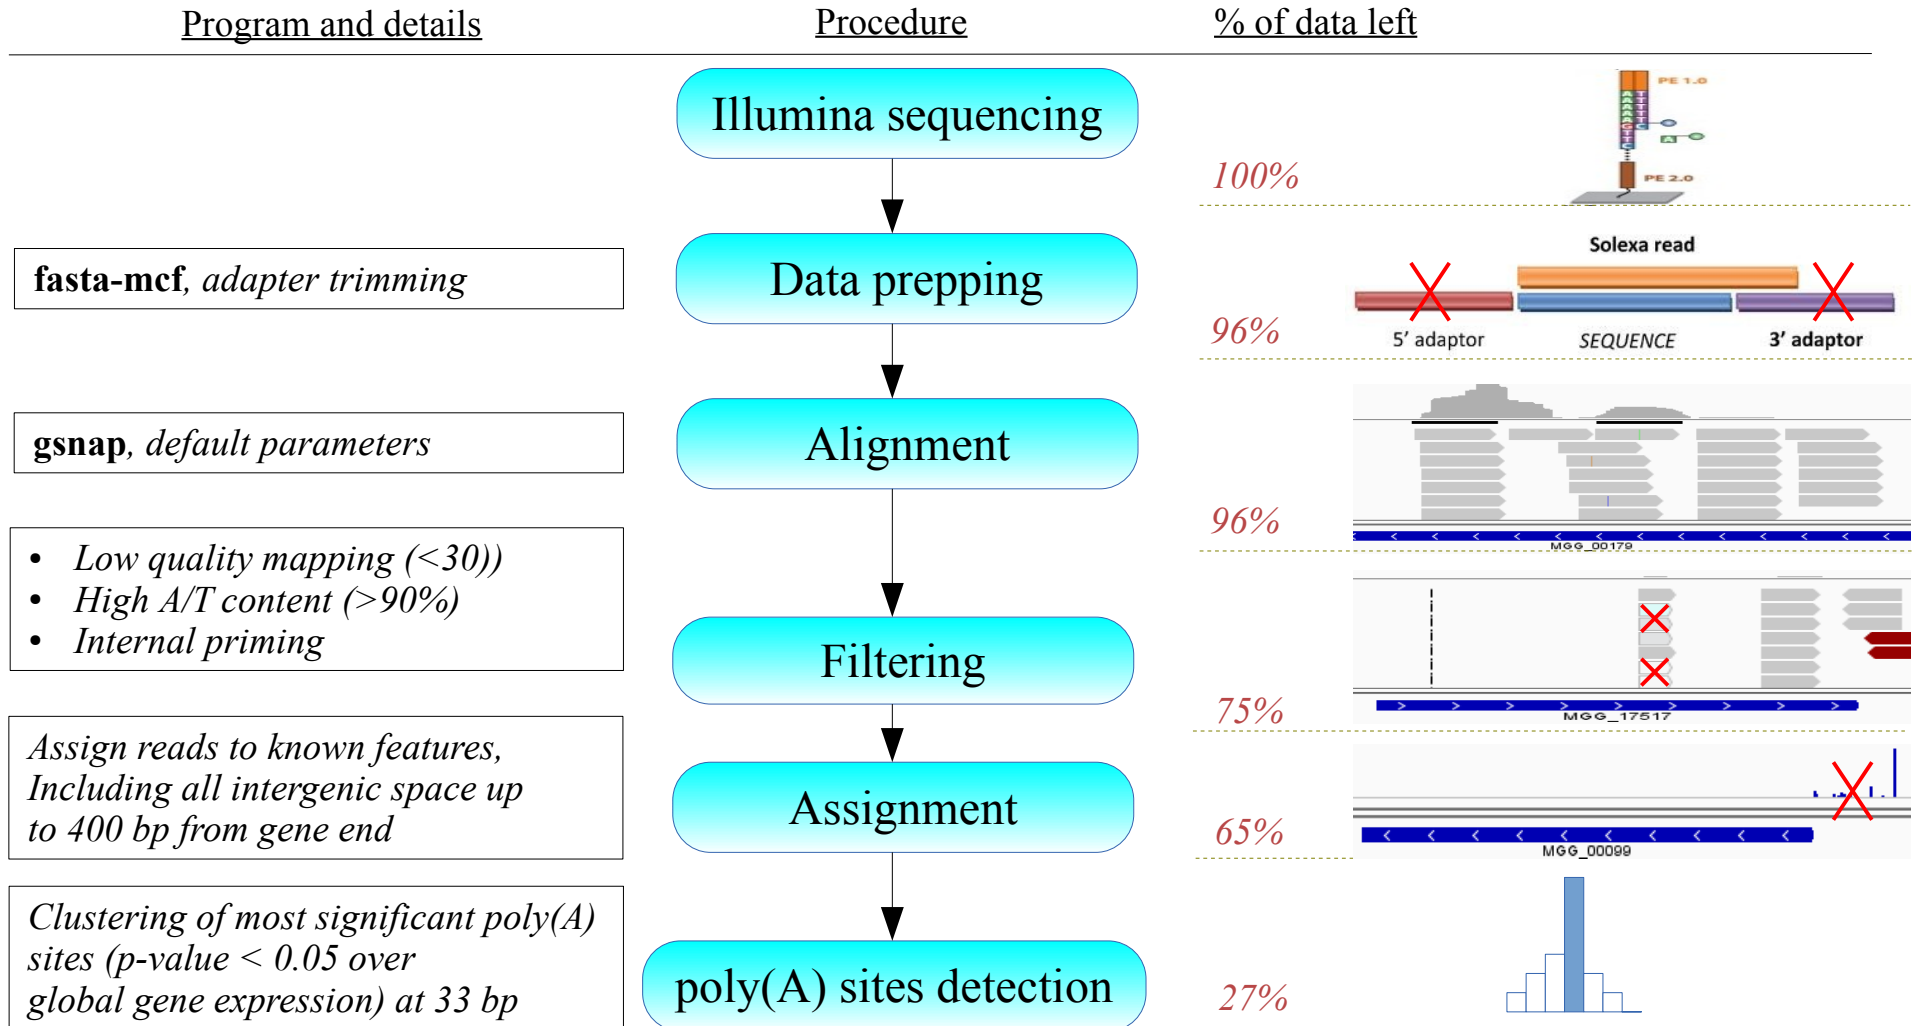 Program and details
Procedure
% of data left
Illumina sequencing
100%
PE 1.0
A
PE 2.0
fasta-mcf, adapter trimming
Data prepping
96%
Solexa read
5' adaptor
SEQUENCE
3' adaptor
gsnap, default parameters
Alignment
96%
MGG_00179
• Low quality mapping (<30))
• High A/T content (>90%)
• Internal priming
Filtering
75%
MGG_17517
Assign reads to known features,
Including all intergenic space up
to 400 bp from gene end
Assignment
65%
MGG_00099
Clustering of most significant poly(A)
sites (p-value < 0.05 over
global gene expression) at 33 bp
poly(A) sites detection
27%